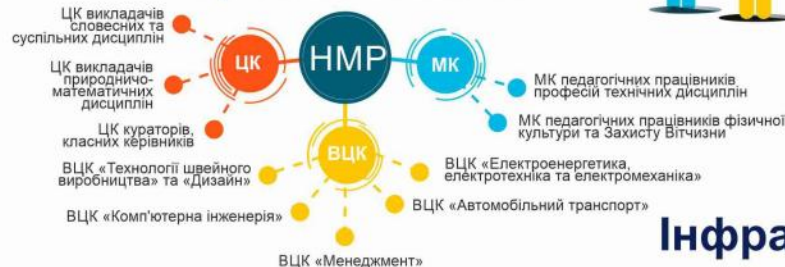 ЦК викладачів
словесних та
суспільних дисциплін
ЦК викладачів
природничо-
математичних
дисциплін
ЦК кураторів,
класних керівників
ЦК
НМР
МК
МК педагогічних працівників
професій технічних дисциплін
МК педагогічних працівників фізичної
культури та Захисту Вітчизни
ВЦК
ВЦК «Технології швейного
виробництва» та «Дизайн»
ВЦК «Комп'ютерна інженерія»
ВЦК «Менеджмент»
ВЦК «Автомобільний транспорт»
ВЦК «Електроенергетика,
електротехніка та електромеханіка»